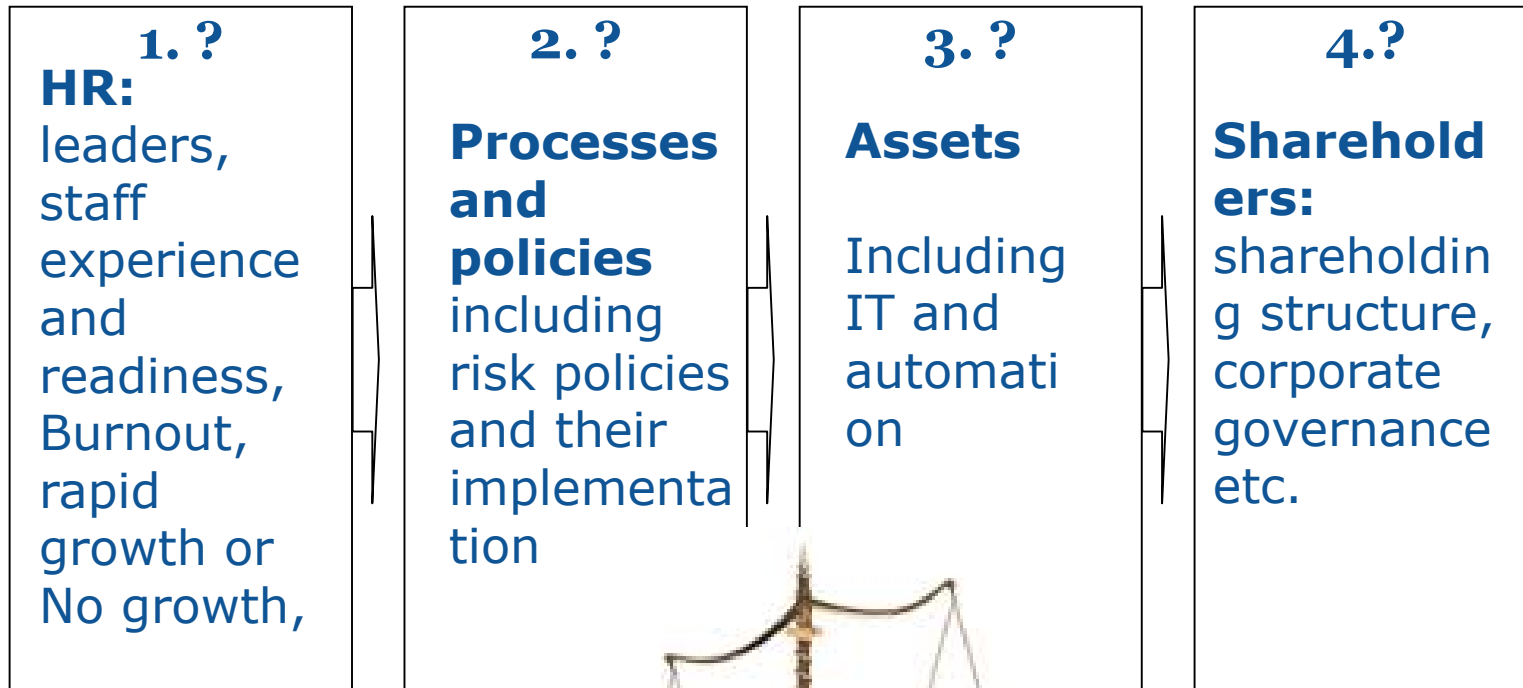 1. ?
HR:
leaders,
staff
experience
and
readiness,
Burnout,
rapid
growth or
No growth,
2. ?
Processes
and
policies
including
risk policies
and their
implementa
tion
3. ?
Assets
Including
IT and
automati
on
4.?
Sharehold
ers:
shareholdin
g structure,
corporate
governance
etc.